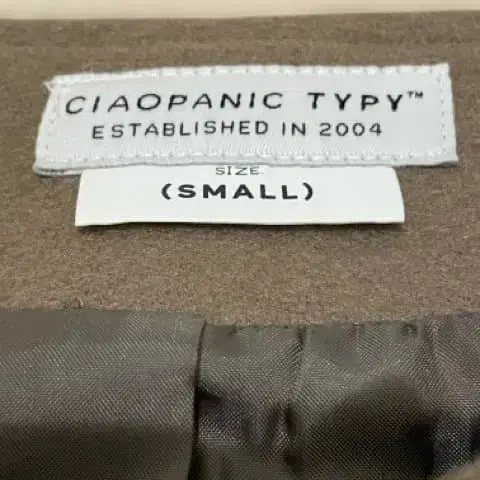 CIAOPANIC TYPY™
ESTABLISHED IN 2004
SIZE
(SMALL)